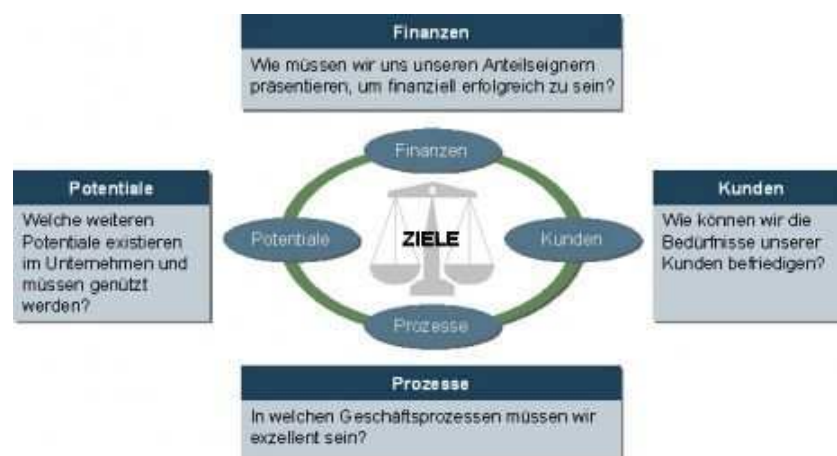 Finanzen
Wie müssen wir uns unseren Anteilseignern
präsentieren, um finanziell erfolgreich zu sein?
Finanzen
Potentiale
Welche weiteren
Potentiale existieren
im Unternehmen und
müssen genützt
werden?
Potentiale
ZIELE
Kunden
Kunden
Wie können wir die
Bedürfnisse unserer
Kunden befriedigen?
Prozesse
Prozesse
In welchen Geschäftsprozessen müssen wir
exzellent sein?